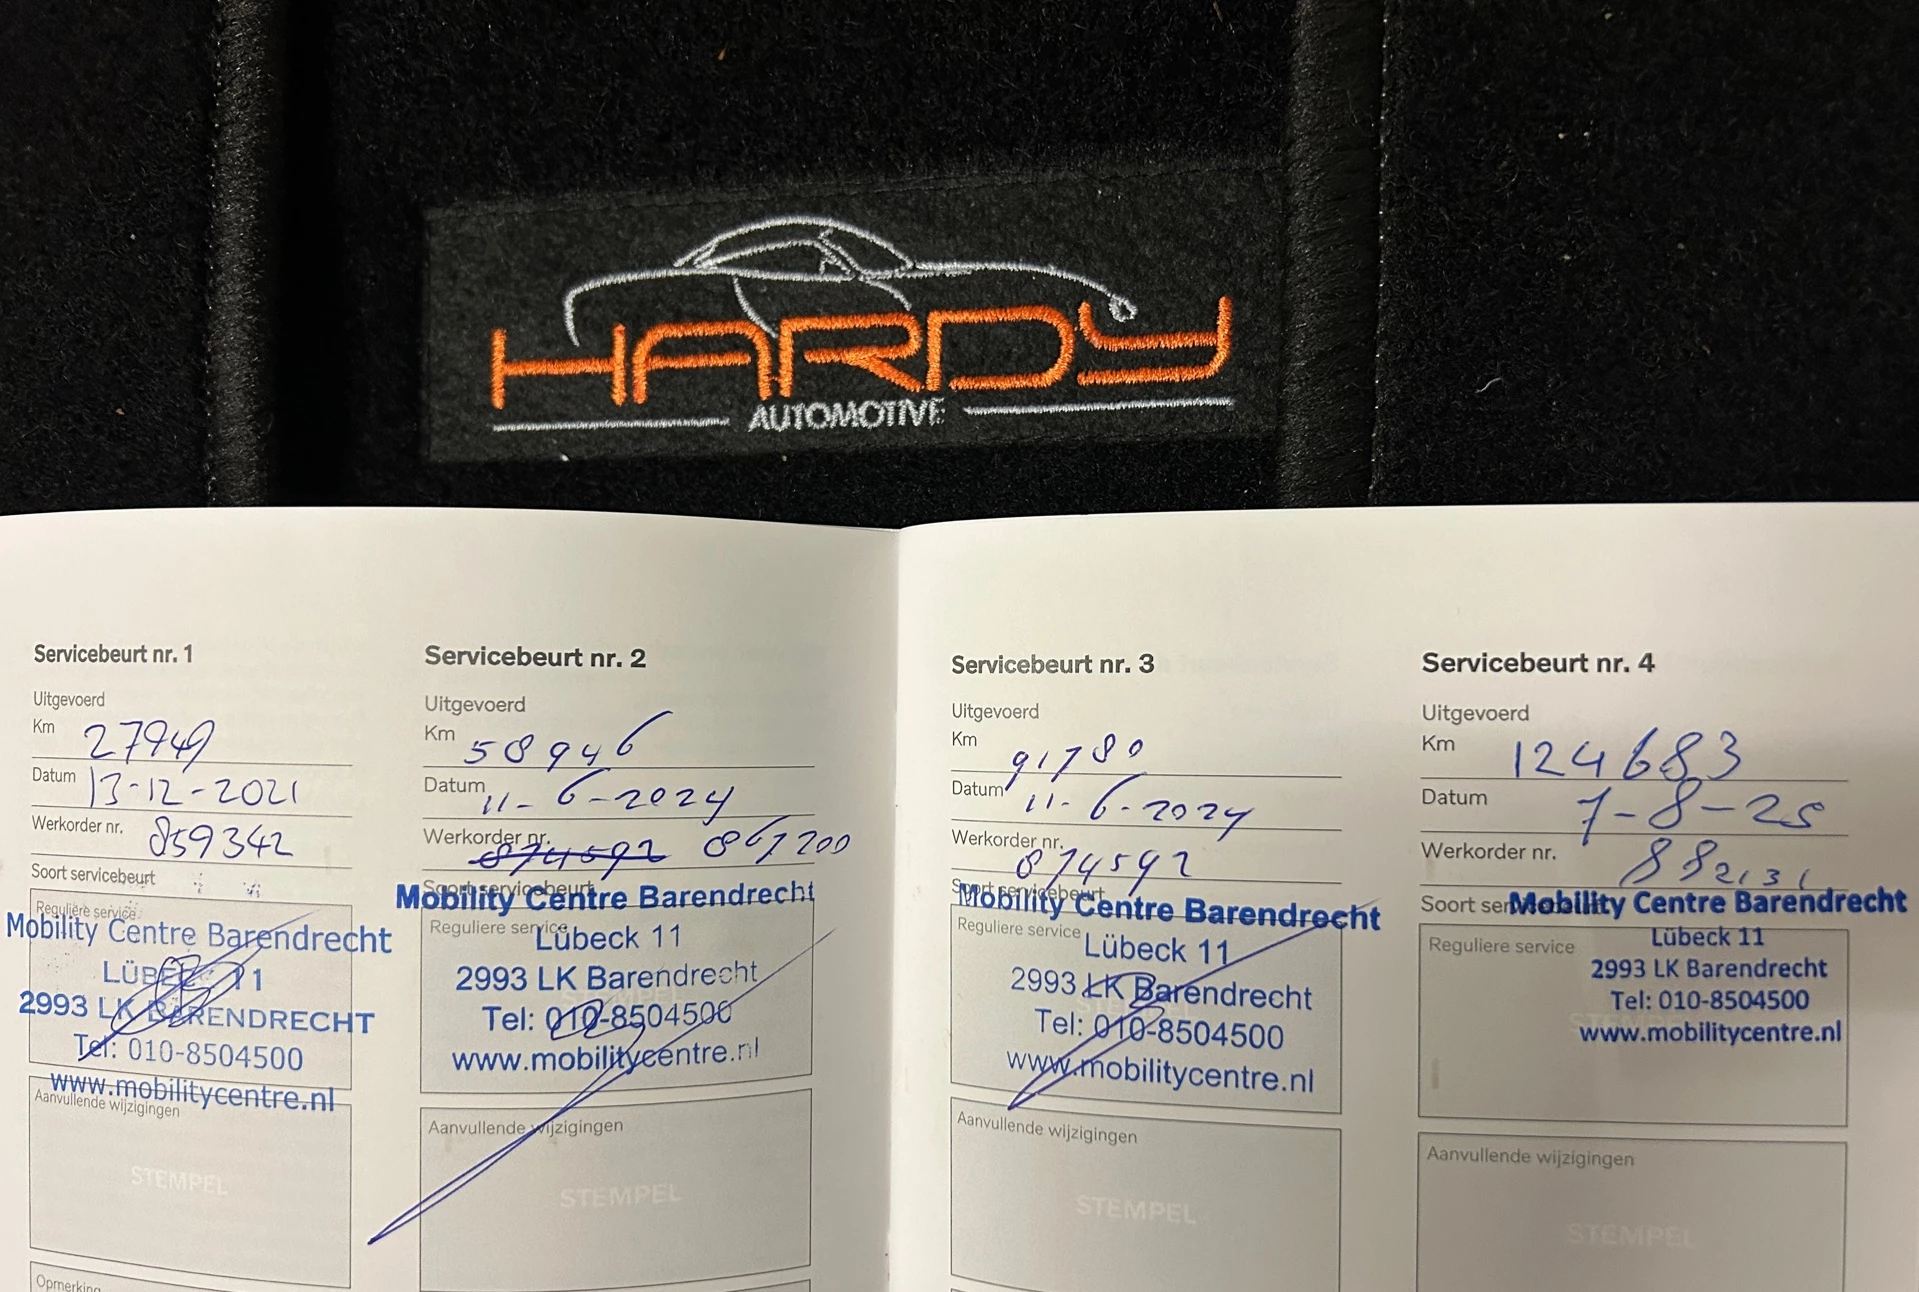 HARDY
AUTOMOTIVE
Servicebeurt nr. 1
Uitgevoerd
Km 27949
Datum 13-12-2021
Werkorder nr. 859342
Soort servicebeurt
Reguliere service
Mobility Centre Barendrecht
LÜBECK 11
2993 LK BARENDRECHT
Tel: 010-8504500
www.mobilitycentre.nl
Aanvullende wijzigingen
STEMPEL
Opmerking
Servicebeurt nr. 2
Uitgevoerd
Km 58946
Datum 11-6-2024
Werkorder nr. 874592 867200
Soort servicebeurt
Mobility Centre Barendrecht
Reguliere service
Lübeck 11
2993 LK Barendrecht
Tel: 010-8504500
www.mobilitycentre.nl
Aanvullende wijzigingen
STEMPEL
Servicebeurt nr. 3
Uitgevoerd
Km 91780
Datum 11-6-2024
Werkorder nr. 874592
Soort servicebeurt
Mobility Centre Barendrecht
Reguliere service
Lübeck 11
2993 LK Barendrecht
Tel: 010-8504500
www.mobilitycentre.nl
Aanvullende wijzigingen
STEMPEL
Servicebeurt nr. 4
Uitgevoerd
Km 124683
Datum 7-8-25
Werkorder nr. 882131
Soort
Mobility Centre Barendrecht
Reguliere service
Lübeck 11
2993 LK Barendrecht
Tel: 010-8504500
www.mobilitycentre.nl
Aanvullende wijzigingen
STEMPEL